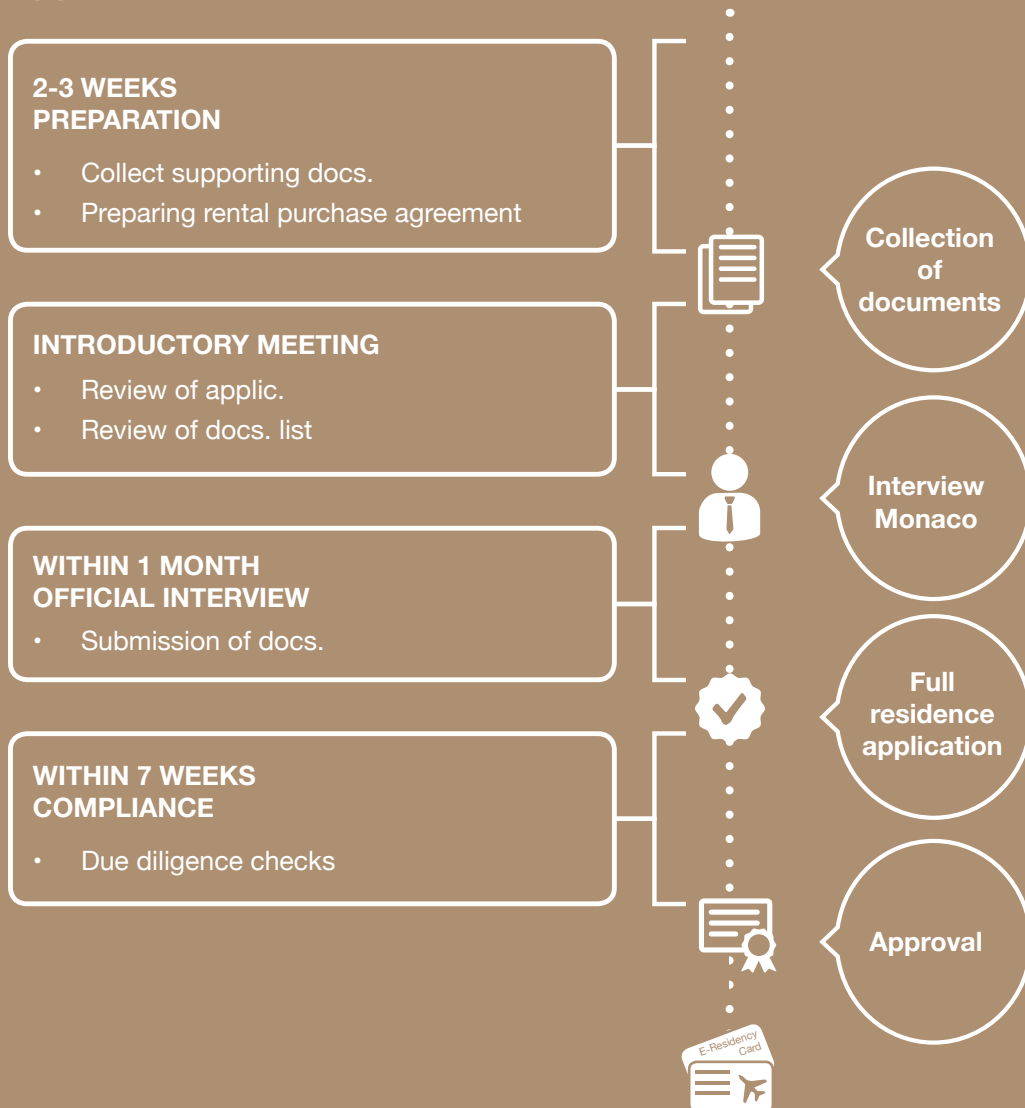 2-3 WEEKS
PREPARATION
• Collect supporting docs.
• Preparing rental purchase agreement
Collection
of
documents
INTRODUCTORY MEETING
• Review of applic.
• Review of docs. list
Interview
Monaco
WITHIN 1 MONTH
OFFICIAL INTERVIEW
• Submission of docs.
Full
residence
application
WITHIN 7 WEEKS
COMPLIANCE
• Due diligence checks
Approval
E-Residency
Card